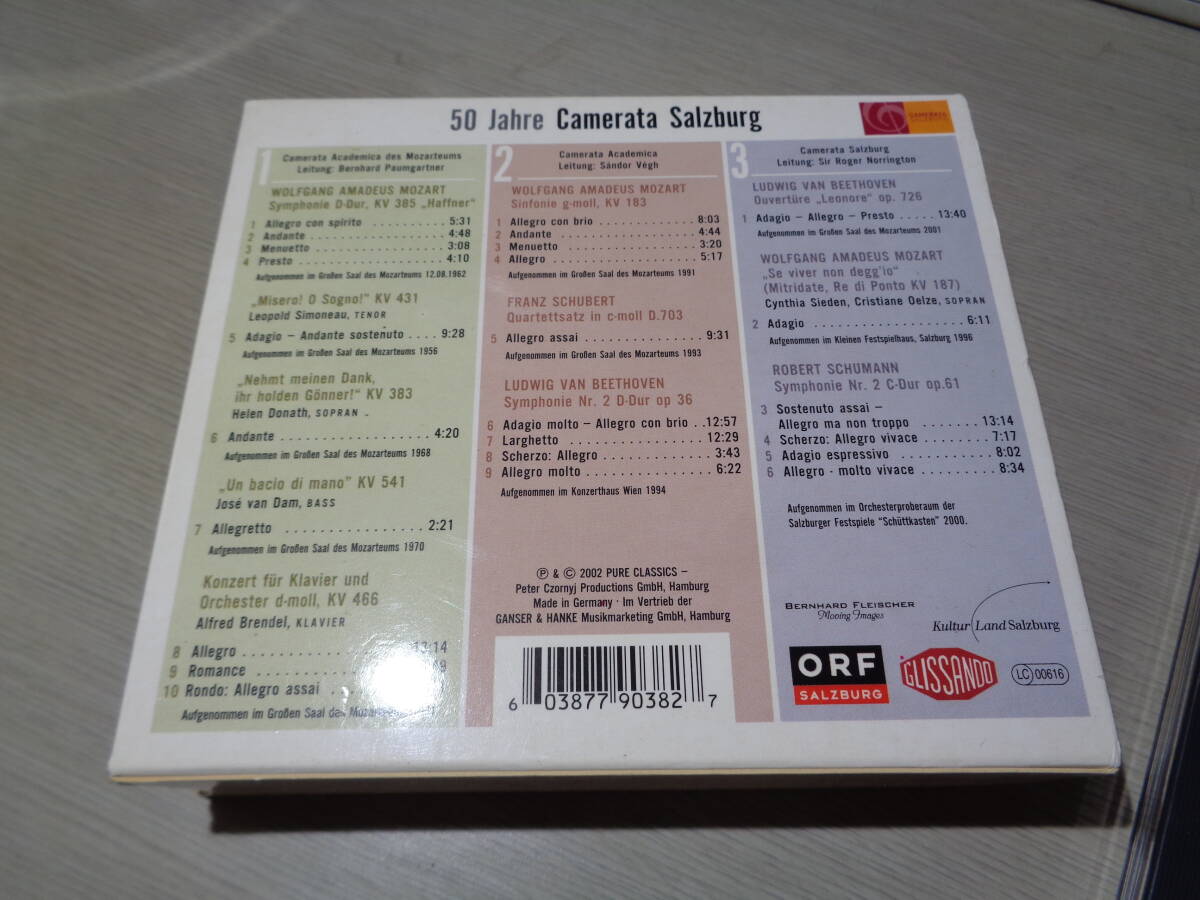 50 Jahre Camerata Salzburg
CAMERATA
1
Camerata Academica des Mozarteums
Leitung: Bernhard Paumgartner
WOLFGANG AMADEUS MOZART
Symphonie D-Dur, KV 385 „Haffner"
1 Allegro con spirito .......... 5:31
2 Andante .......... 4:48
3 Menuetto .......... 3:08
4 Presto .......... 4:10
Aufgenommen im Großen Saal des Mozarteums 12.08.1962
„Misero! O Sogno!" KV 431
Leopold Simoneau, TENOR
5 Adagio – Andante sostenuto .... 9:28
Aufgenommen im Großen Saal des Mozarteums 1956
„Nehmt meinen Dank,
ihr holden Gönner!" KV 383
Helen Donath, SOPRAN
6 Andante .......... 4:20
Aufgenommen im Großen Saal des Mozarteums 1968
„Un bacio di mano" KV 541
José van Dam, BASS
7 Allegretto .......... 2:21
Aufgenommen im Großen Saal des Mozarteums 1970
Konzert für Klavier und
Orchester d-moll, KV 466
Alfred Brendel, KLAVIER
8 Allegro .......... 13:14
9 Romance ..........
10 Rondo: Allegro assai ..
Aufgenommen im Großen Saal des
2
Camerata Academica
Leitung: Sándor Végh
WOLFGANG AMADEUS MOZART
Sinfonie g-moll, KV 183
1 Allegro con brio .......... 8:03
2 Andante .......... 4:44
3 Menuetto .......... 3:20
4 Allegro .......... 5:17
Aufgenommen im Großen Saal des Mozarteums 1991
FRANZ SCHUBERT
Quartettsatz in c-moll D.703
5 Allegro assai .......... 9:31
Aufgenommen im Großen Saal des Mozarteums 1993
LUDWIG VAN BEETHOVEN
Symphonie Nr. 2 D-Dur op 36
6 Adagio molto – Allegro con brio ..12:57
7 Larghetto .......... 12:29
8 Scherzo: Allegro .......... 3:43
9 Allegro molto .......... 6:22
Aufgenommen im Konzerthaus Wien 1994
℗ & © 2002 PURE CLASSICS –
Peter Czornyj Productions GmbH, Hamburg
Made in Germany · Im Vertrieb der
GANSER & HANKE Musikmarketing GmbH, Hamburg
6 03877 90382 7
3
Camerata Salzburg
Leitung: Sir Roger Norrington
LUDWIG VAN BEETHOVEN
Ouvertüre „Leonore" op. 726
1 Adagio – Allegro – Presto ..... 13:40
Aufgenommen im Großen Saal des Mozarteums 2001
WOLFGANG AMADEUS MOZART
„Se viver non degg'io"
(Mitridate, Re di Ponto KV 187)
Cynthia Sieden, Cristiane Oelze, SOPRAN
2 Adagio .......... 6:11
Aufgenommen im Kleinen Festspielhaus, Salzburg 1996
ROBERT SCHUMANN
Symphonie Nr. 2 C-Dur op.61
3 Sostenuto assai –
Allegro ma non troppo ....... 13:14
4 Scherzo: Allegro vivace ....... 7:17
5 Adagio espressivo .......... 8:02
6 Allegro - molto vivace ......... 8:34
Aufgenommen im Orchesterproberaum der
Salzburger Festspiele "Schüttkasten" 2000.
BERNHARD FLEISCHER
Moving Images
Kultur Land Salzburg
ORF
SALZBURG
GLISSANDO
LC 00616